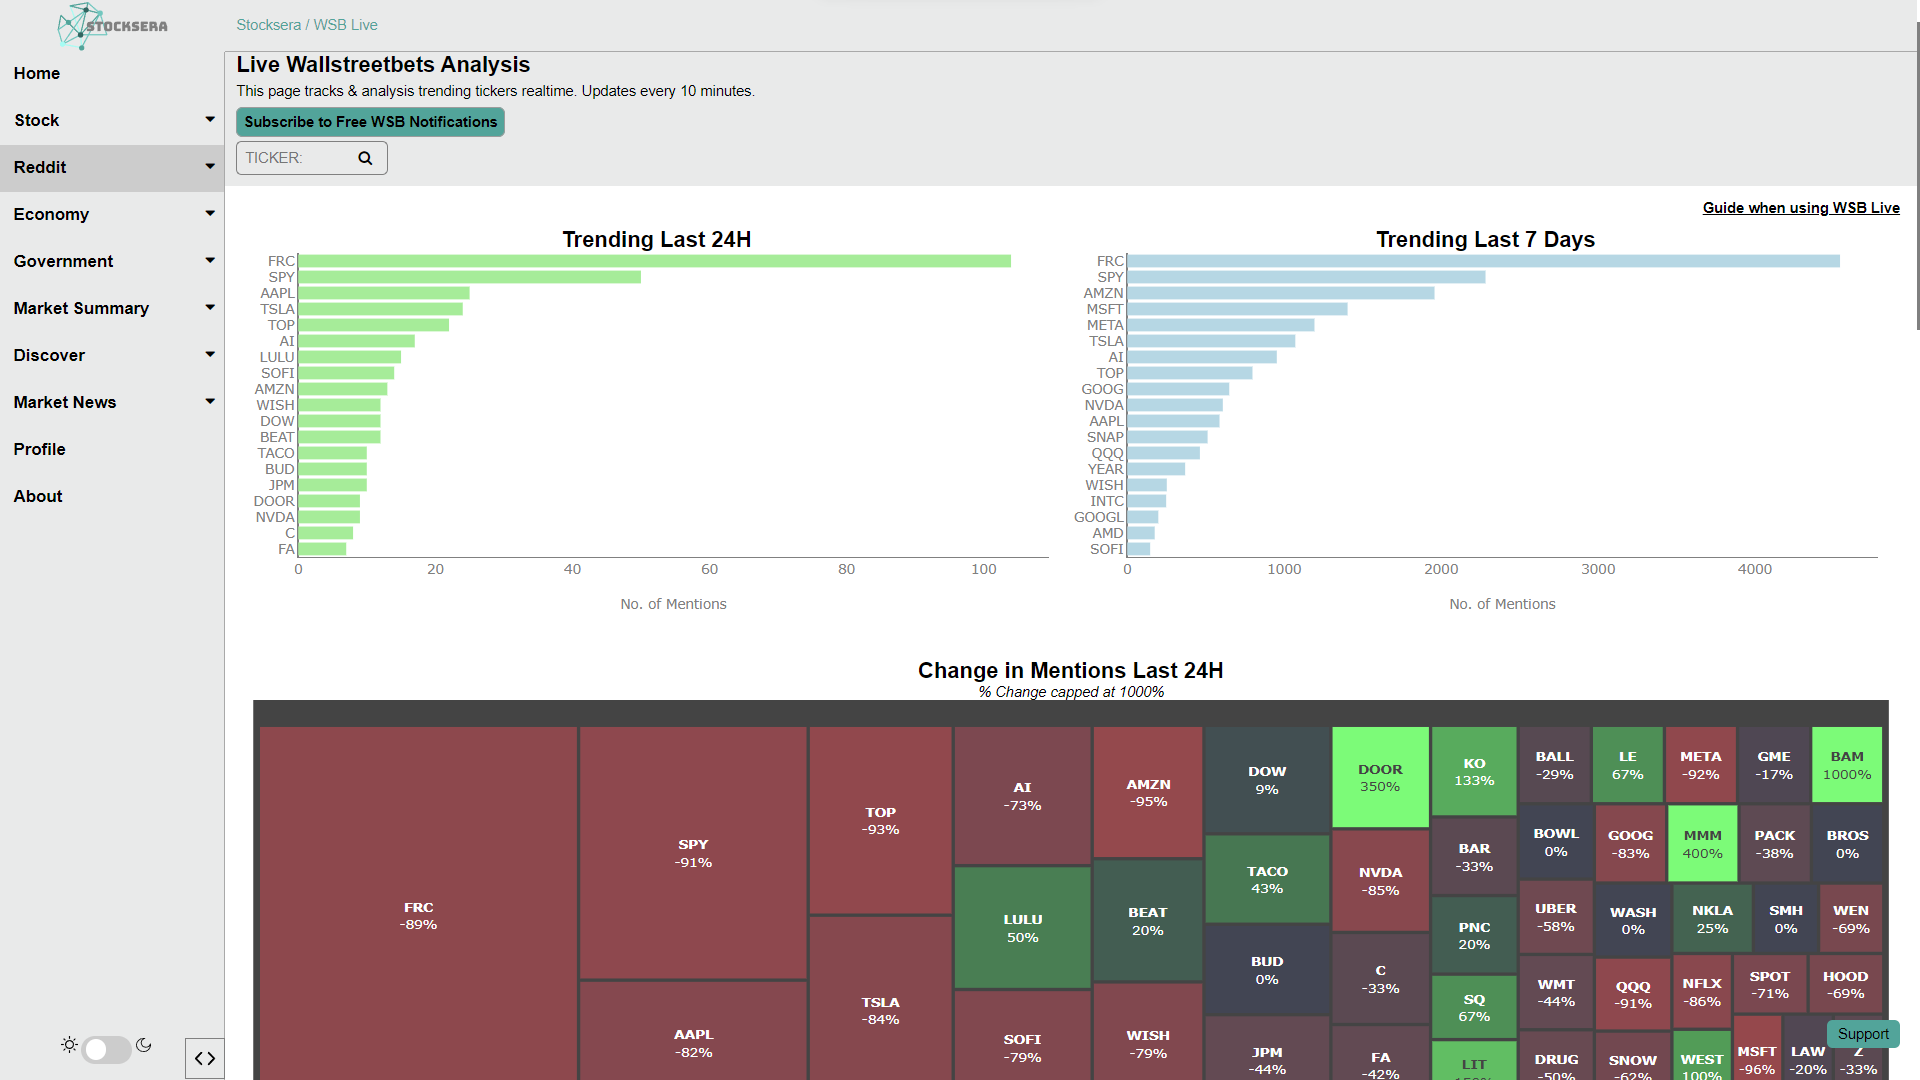 STOCKSERA
Stocksera / WSB Live
Home
Stock
Reddit
Economy
Government
Market Summary
Discover
Market News
Profile
About
Live Wallstreetbets Analysis
This page tracks & analysis trending tickers realtime. Updates every 10 minutes.
Subscribe to Free WSB Notifications
TICKER:
Guide when using WSB Live
Trending Last 24H
FRC
SPY
AAPL
TSLA
TOP
AI
LULU
SOFI
AMZN
WISH
DOW
BEAT
TACO
BUD
JPM
DOOR
NVDA
C
FA
0 20 40 60 80 100
No. of Mentions
Trending Last 7 Days
FRC
SPY
AMZN
MSFT
META
TSLA
AI
TOP
GOOG
NVDA
AAPL
SNAP
QQQ
YEAR
WISH
INTC
GOOGL
AMD
SOFI
0 1000 2000 3000 4000
No. of Mentions
Change in Mentions Last 24H
% Change capped at 1000%
FRC
-89%
SPY
-91%
AAPL
-82%
TOP
-93%
TSLA
-84%
AI
-73%
LULU
50%
SOFI
-79%
AMZN
-95%
BEAT
20%
WISH
-79%
DOW
9%
TACO
43%
BUD
0%
JPM
-44%
DOOR
350%
NVDA
-85%
C
-33%
FA
-42%
KO
133%
BAR
-33%
PNC
20%
SQ
67%
LIT
BALL
-29%
BOWL
0%
UBER
-58%
WMT
-44%
DRUG
-50%
LE
67%
GOOG
-83%
WASH
0%
QQQ
-91%
SNOW
-62%
META
-92%
MMM
400%
NKLA
25%
NFLX
-86%
WEST
100%
GME
-17%
PACK
-38%
SMH
0%
SPOT
-71%
MSFT
-96%
LAW
-20%
BAM
1000%
BROS
0%
WEN
-69%
HOOD
-69%
Z
-33%
Support